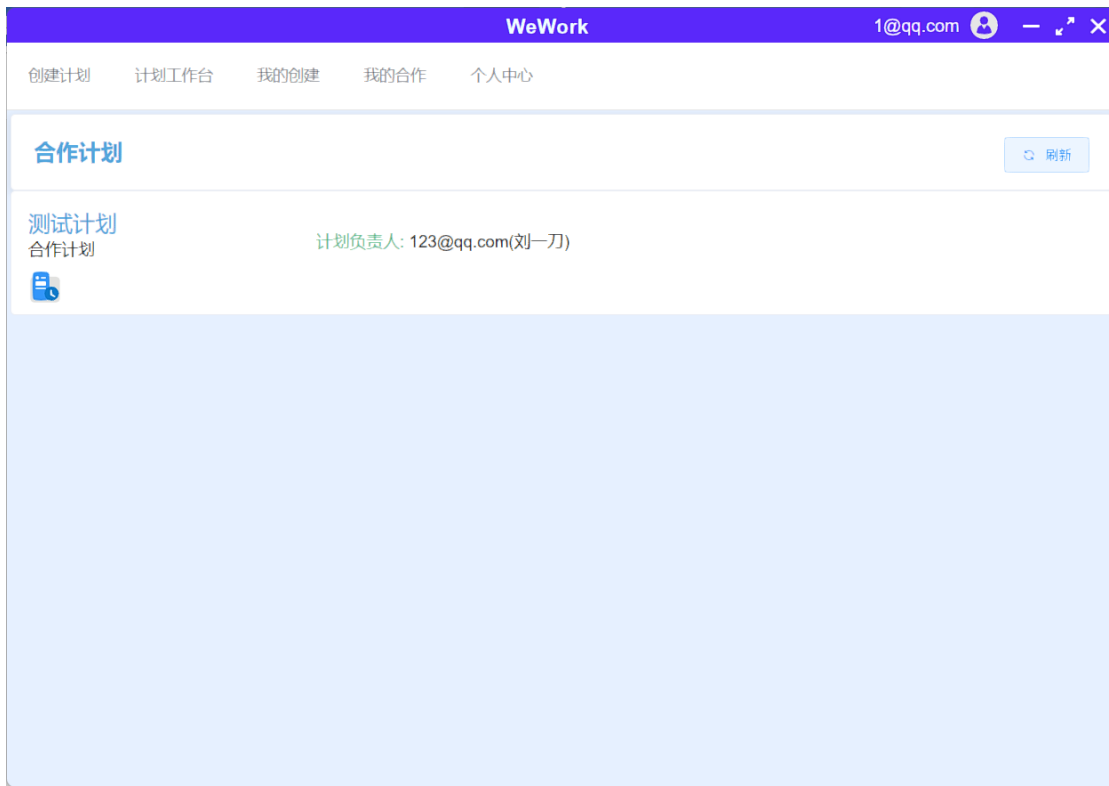 WeWork 1@qq.com
创建计划 计划工作台 我的创建 我的合作 个人中心
合作计划 刷新
测试计划
合作计划
计划负责人: 123@qq.com(刘一刀)